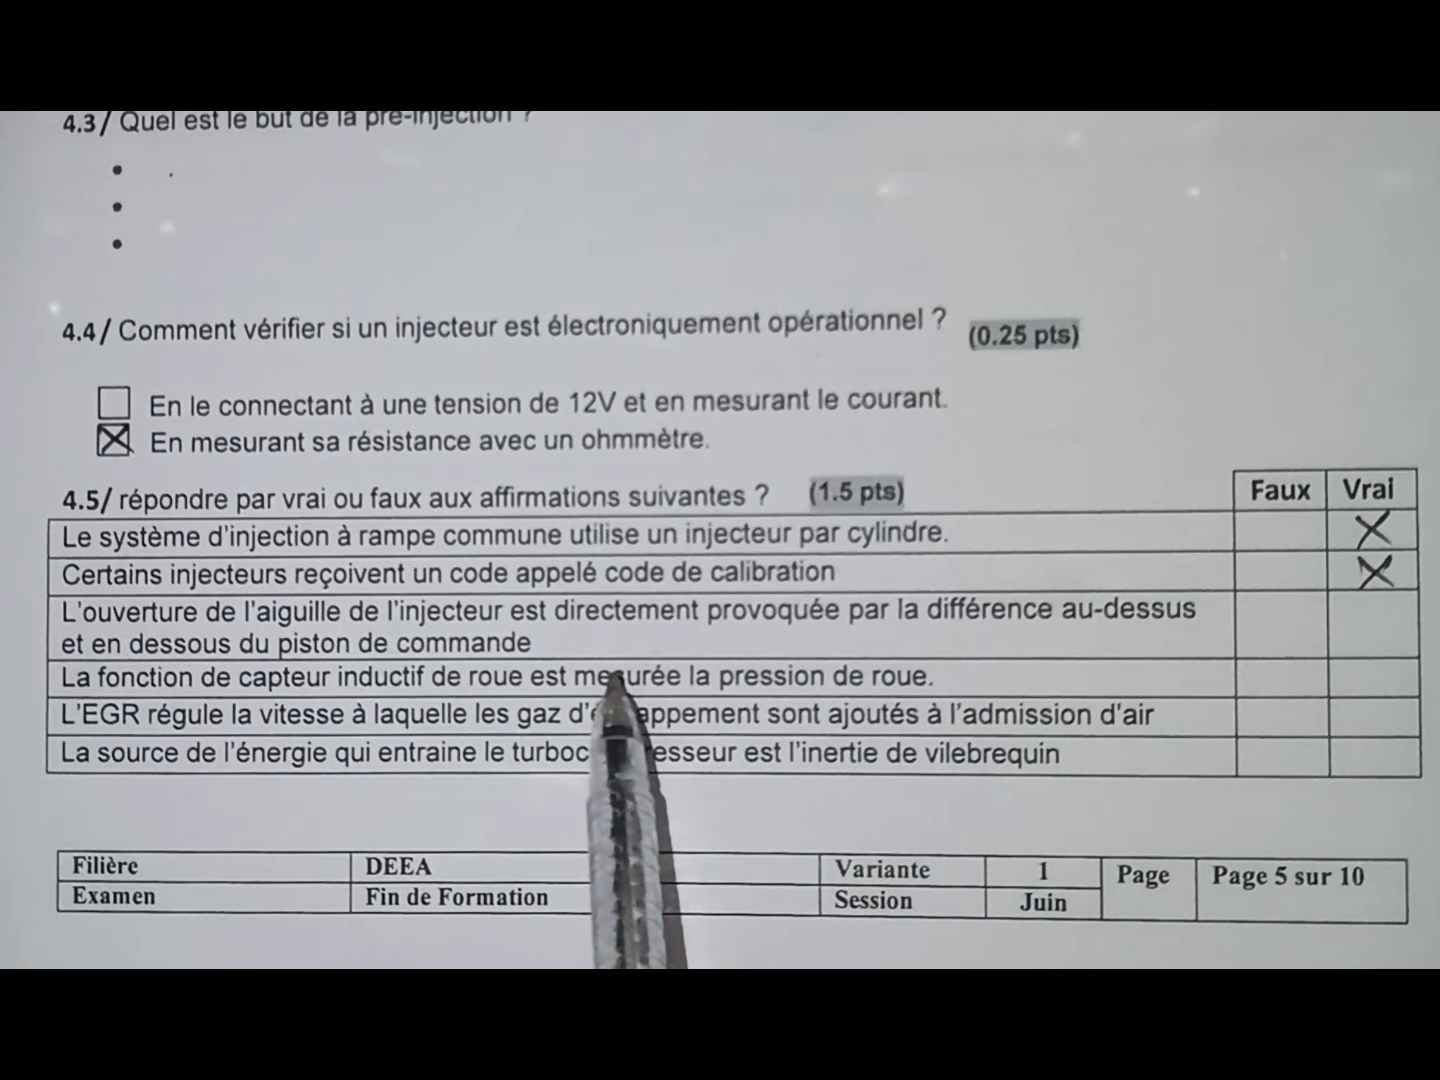 4.3/ Quel est le but de la pré-injection ?
4.4/ Comment vérifier si un injecteur est électroniquement opérationnel ? (0.25 pts)
En le connectant à une tension de 12V et en mesurant le courant.
En mesurant sa résistance avec un ohmmètre.
4.5/ répondre par vrai ou faux aux affirmations suivantes ? (1.5 pts) Faux Vrai
Le système d'injection à rampe commune utilise un injecteur par cylindre.
Certains injecteurs reçoivent un code appelé code de calibration
L'ouverture de l'aiguille de l'injecteur est directement provoquée par la différence au-dessus
et en dessous du piston de commande
La fonction de capteur inductif de roue est mesurée la pression de roue.
L'EGR régule la vitesse à laquelle les gaz sont ajoutés à l'admission d'air
La source de l'énergie qui entraine le est l'inertie de vilebrequin
Filière DEEA Variante 1 Page Page 5 sur 10
Examen Fin de Formation Session Juin